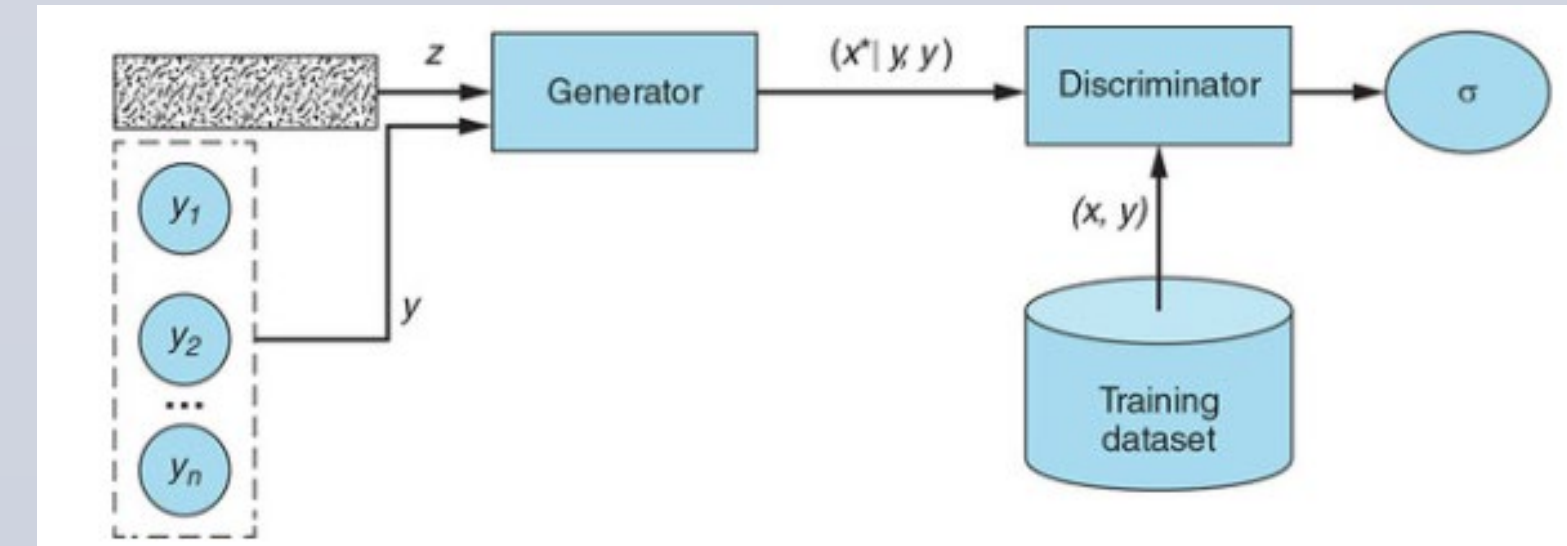 z
Generator
(x*| y, y)
Discriminator
σ
y₁
y₂
...
yₙ
y
(x, y)
Training
dataset